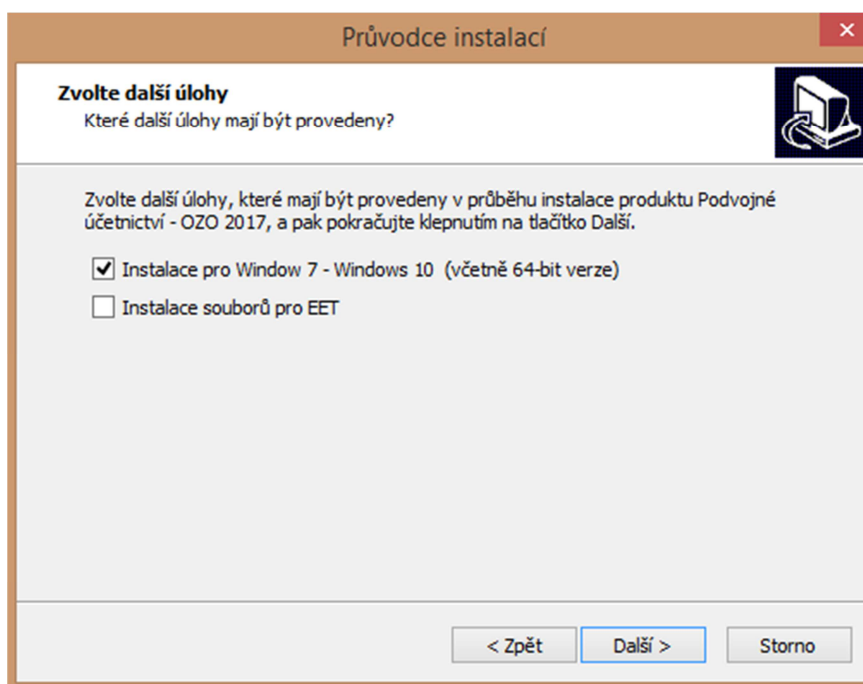 Průvodce instalací
Zvolte další úlohy
Které další úlohy mají být provedeny?
Zvolte další úlohy, které mají být provedeny v průběhu instalace produktu Podvojné
účetnictví - OZO 2017, a pak pokračujte klepnutím na tlačítko Další.
Instalace pro Window 7 - Windows 10 (včetně 64-bit verze)
Instalace souborů pro EET
< Zpět
Další >
Storno